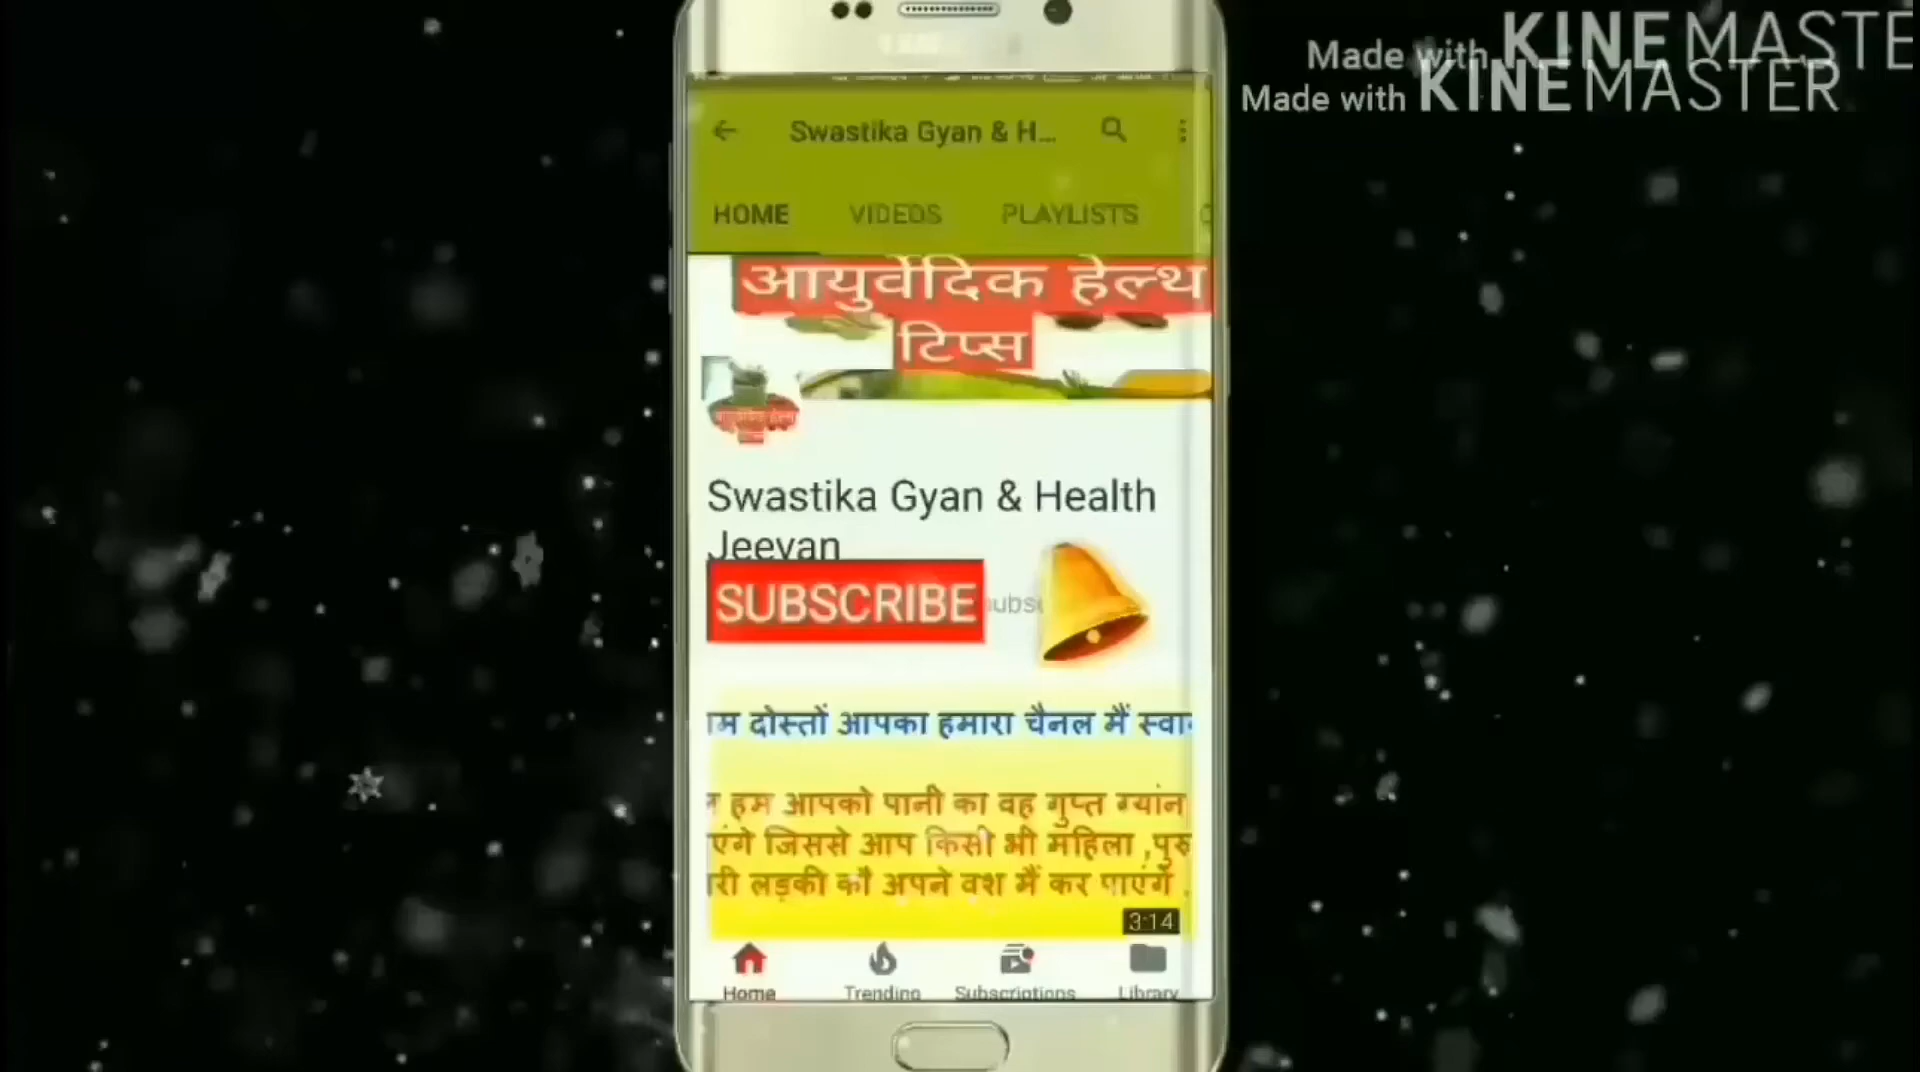 Made with KINEMASTE
Made with KINEMASTER
Swastika Gyan & H...
HOME VIDEOS PLAYLISTS
आयुर्वेदिक हेल्थ
टिप्स
Swastika Gyan & Health
Jeevan
SUBSCRIBE
दोस्तों आपका हमारा चैनल मैं
हम आपको पानी का वह गुप्त ग्यांन
जिससे आप किसी भी महिला ,पुरु
लड़की कौ अपने वश मैं कर पाएंगे .
3:14
Home Trending Subscriptions Library